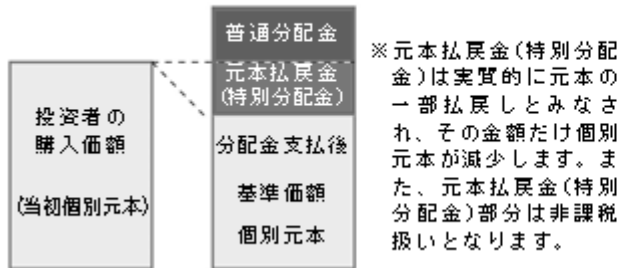 普通分配金
元本払戻金
(特別分配金)
投資者の
購入価額
(当初個別元本)
分配金支払後
基準価額
個別元本
※元本払戻金(特別分配
金)は実質的に元本の
一部払戻しとみなさ
れ、その金額だけ個別
元本が減少します。ま
た、元本払戻金(特別
分配金)部分は非課税
扱いとなります。